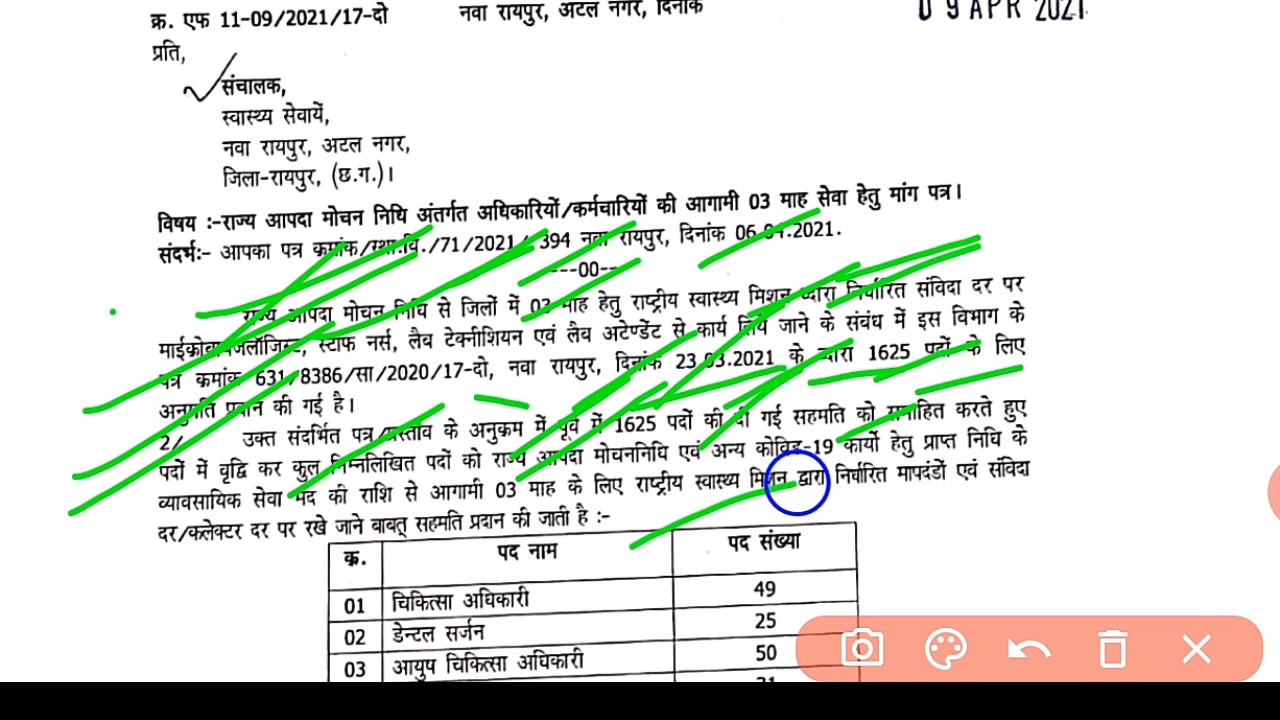 क्र. एफ 11-09/2021/17-दो नवा रायपुर, अटल नगर, दिनांक 09 APR 2021
प्रति,
संचालक,
स्वास्थ्य सेवायें,
नवा रायपुर, अटल नगर,
जिला-रायपुर, (छ.ग.)।
विषय :-राज्य आपदा मोचन निधि अंतर्गत अधिकारियों/कर्मचारियों की आगामी 03 माह सेवा हेतु मांग पत्र।
संदर्भः- आपका पत्र क्रमांक/स्था.वि./71/2021/ 394 नवा रायपुर, दिनांक 06.04.2021.
---00---
राज्य आपदा मोचन निधि से जिलों में 03 माह हेतु राष्ट्रीय स्वास्थ्य मिशन द्वारा निर्धारित संविदा दर पर
माईक्रोबायजलॉजिस्ट, स्टाफ नर्स, लैब टेक्नीशियन एवं लैब अटेण्डेंट से कार्य लिये जाने के संबंध में इस विभाग के
पत्र क्रमांक 631/8386/सा/2020/17-दो, नवा रायपुर, दिनांक 23.03.2021 के द्वारा 1625 पदों के लिए
अनुमति प्रदान की गई है।
2/ उक्त संदर्भित पत्र/प्रस्ताव के अनुक्रम में पूर्व में 1625 पदों की दी गई सहमति को समाहित करते हुए
पदों में वृद्धि कर कुल निम्नलिखित पदों को राज्य आपदा मोचननिधि एवं अन्य कोविड-19 कार्यो हेतु प्राप्त निधि के
व्यावसायिक सेवा मद की राशि से आगामी 03 माह के लिए राष्ट्रीय स्वास्थ्य मिशन द्वारा निर्धारित मापदंडों एवं संविदा
दर/कलेक्टर दर पर रखे जाने बाबत् सहमति प्रदान की जाती है :-
क्र. पद नाम पद संख्या
01 चिकित्सा अधिकारी 49
02 डेन्टल सर्जन 25
03 आयुष चिकित्सा अधिकारी 50